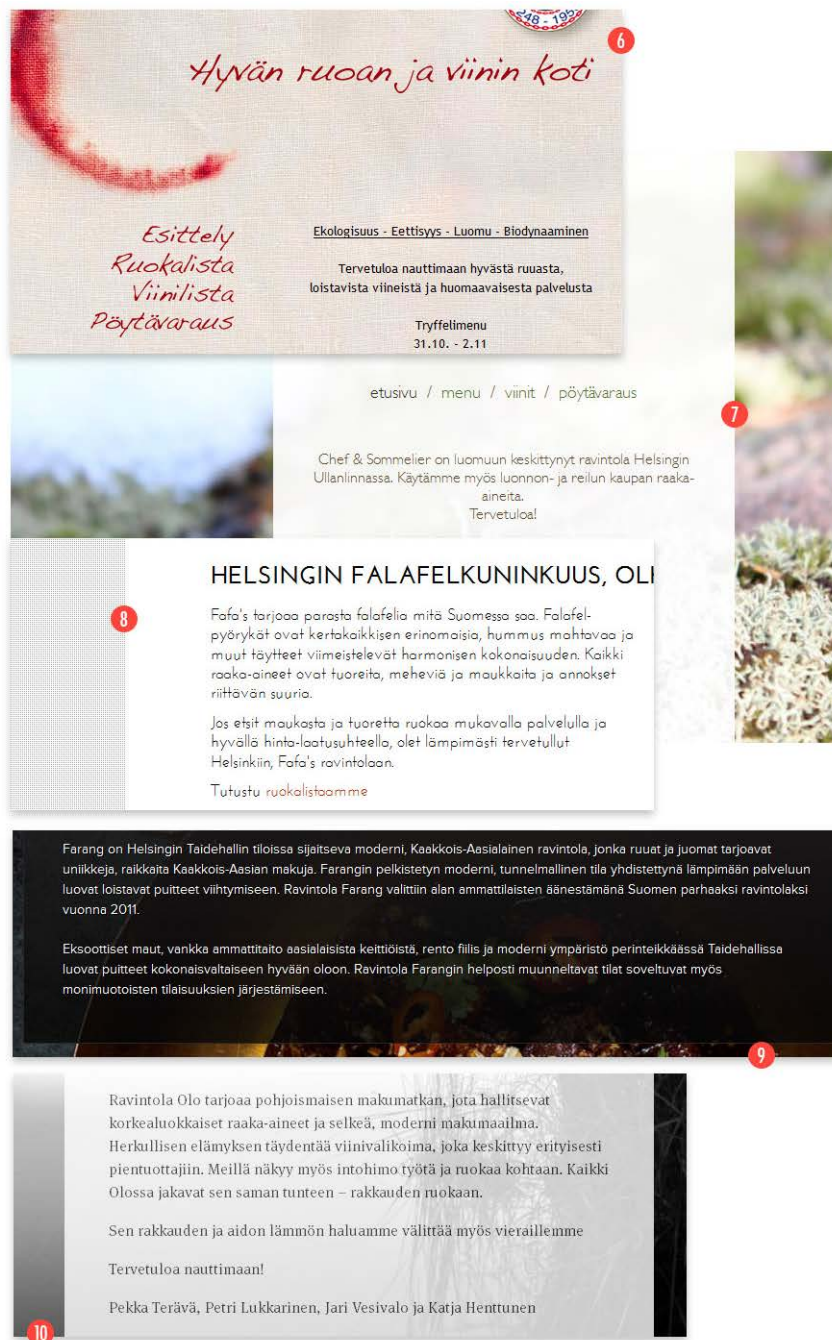 248 - 195
6
Hyvän ruoan ja viinin koti
Esittely
Ruokalista
Viinilista
Pöytävaraus
Ekologisuus - Eettisyys - Luomu - Biodynaaminen
Tervetuloa nauttimaan hyvästä ruuasta,
loistavista viineistä ja huomaavaisesta palvelusta
Tryffelimenu
31.10. - 2.11
etusivu / menu / viinit / pöytävaraus
7
Chef & Sommelier on luomuun keskittynyt ravintola Helsingin
Ullanlinnassa. Käytämme myös luonnon- ja reilun kaupan raaka-
aineita.
Tervetuloa!
HELSINGIN FALAFELKUNINKUUS, OL
8
Fafa's tarjoaa parasta falafelia mitä Suomessa saa. Falafel-
pyörykät ovat kertakaikkisen erinomaisia, hummus mahtavaa ja
muut täytteet viimeistelevät harmonisen kokonaisuuden. Kaikki
raaka-aineet ovat tuoreita, meheviä ja maukkaita ja annokset
riittävän suuria.
Jos etsit maukasta ja tuoretta ruokaa mukavalla palvelulla ja
hyvällä hinta-laatusuhteella, olet lämpimästi tervetullut
Helsinkiin, Fafa's ravintolaan.
Tutustu ruokalistaamme
Farang on Helsingin Taidehallin tiloissa sijaitseva moderni, Kaakkois-Aasialainen ravintola, jonka ruuat ja juomat tarjoavat
uniikkeja, raikkaita Kaakkois-Aasian makuja. Farangin pelkistetyn moderni, tunnelmallinen tila yhdistettynä lämpimään palveluun
luovat loistavat puitteet viihtymiseen. Ravintola Farang valittiin alan ammattilaisten äänestämänä Suomen parhaaksi ravintolaksi
vuonna 2011.
Eksoottiset maut, vankka ammattitaito aasialaisista keittiöistä, rento fiilis ja moderni ympäristö perinteikkäässä Taidehallissa
luovat puitteet kokonaisvaltaiseen hyvään oloon. Ravintola Farangin helposti muunneltavat tilat soveltuvat myös
monimuotoisten tilaisuuksien järjestämiseen.
9
Ravintola Olo tarjoaa pohjoismaisen makumatkan, jota hallitsevat
korkealuokkaiset raaka-aineet ja selkeä, moderni makumaailma.
Herkullisen elämyksen täydentää viinivalikoima, joka keskittyy erityisesti
pientuottajiin. Meillä näkyy myös intohimo työtä ja ruokaa kohtaan. Kaikki
Olossa jakavat sen saman tunteen – rakkauden ruokaan.
Sen rakkauden ja aidon lämmön haluamme välittää myös vieraillemme
Tervetuloa nauttimaan!
Pekka Terävä, Petri Lukkarinen, Jari Vesivalo ja Katja Henttunen
10